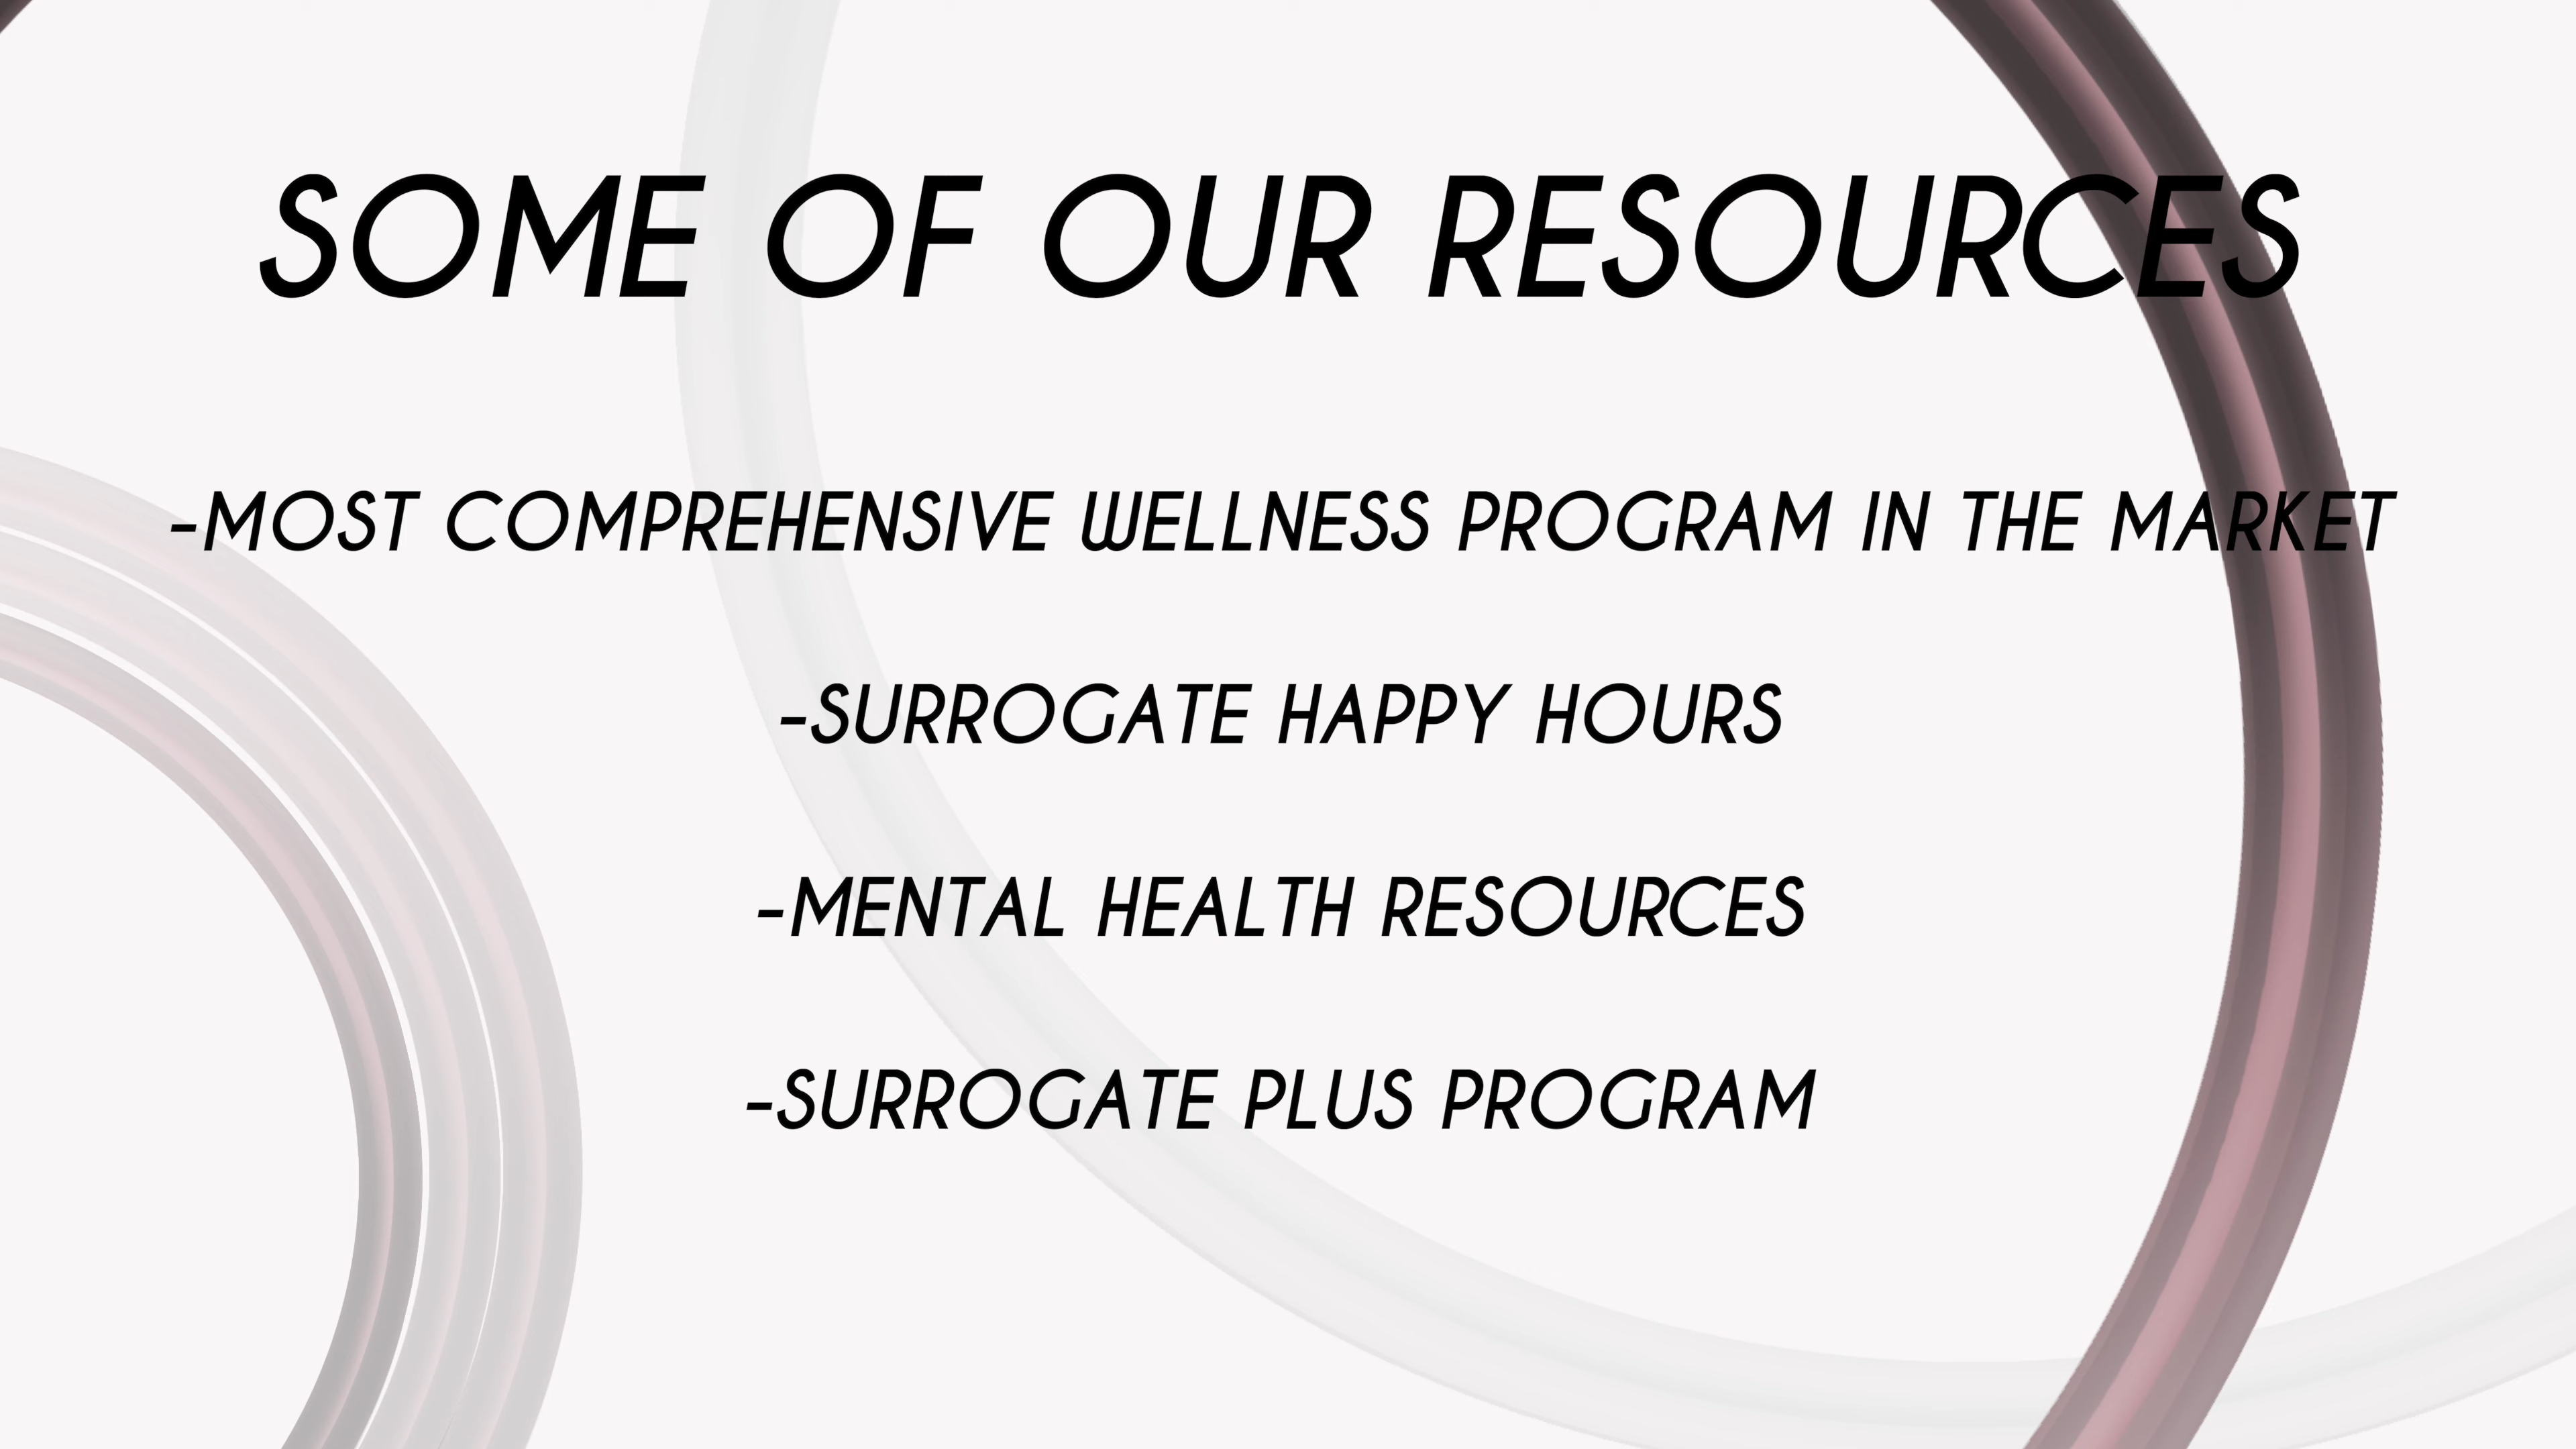 SOME OF OUR RESOURCES
-MOST COMPREHENSIVE WELLNESS PROGRAM IN THE MARKET
-SURROGATE HAPPY HOURS
-MENTAL HEALTH RESOURCES
-SURROGATE PLUS PROGRAM